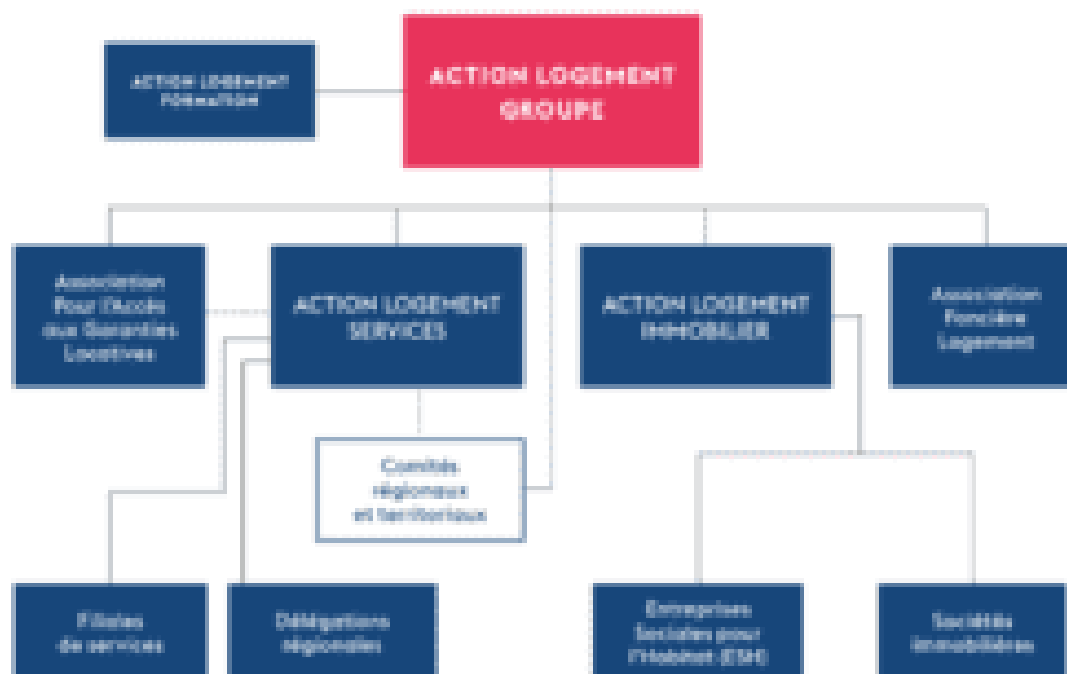 ACTION LOGEMENT
GROUPE
ACTION LOGEMENT
FORMATION
Association
Pour l'Accès
aux Garanties
Locatives
ACTION LOGEMENT
SERVICES
ACTION LOGEMENT
IMMOBILIER
Association
Foncière
Logement
Comités
régionaux
et territoriaux
Filiales
de services
Délégations
régionales
Entreprises
Sociales pour
l'Habitat (ESH)
Sociétés
immobilières